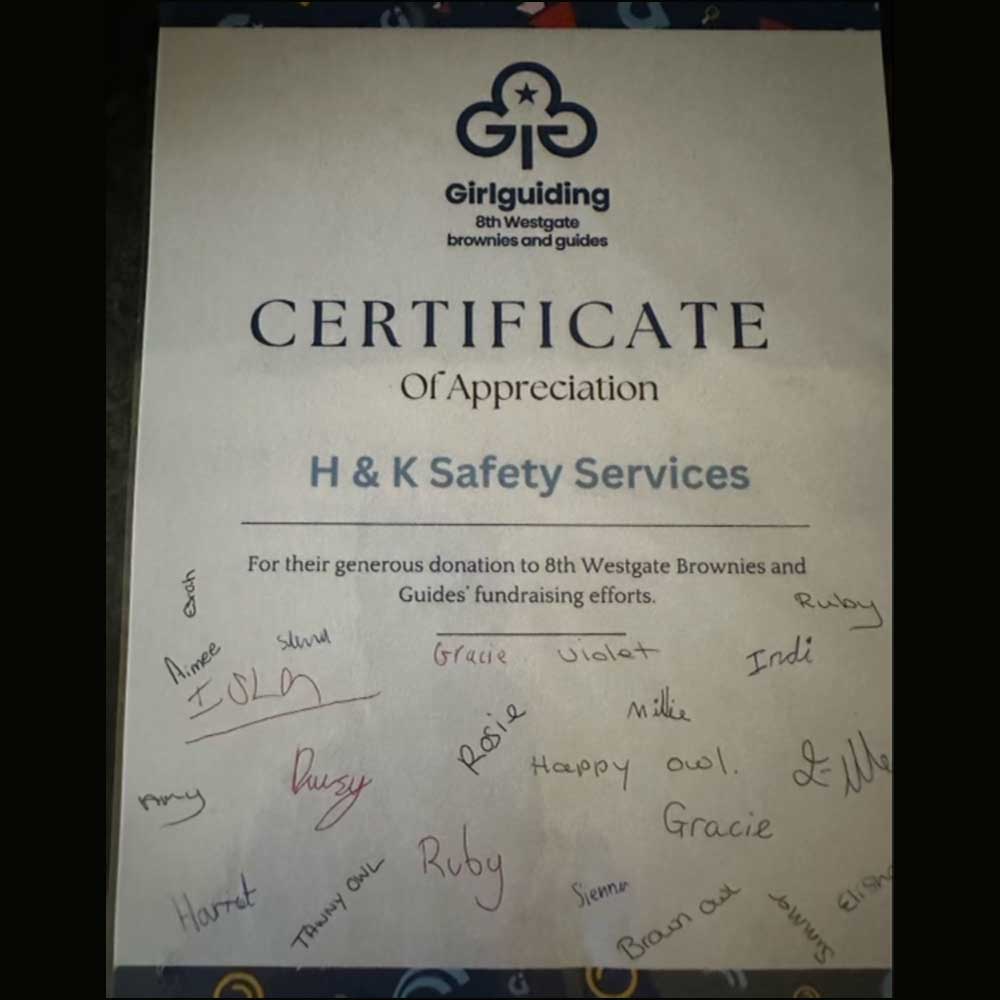 Girlguiding
8th Westgate
brownies and guides
CERTIFICATE
Of Appreciation
H & K Safety Services
For their generous donation to 8th Westgate Brownies and
Guides' fundraising efforts.
Ruby
Aimee
Gracie
Violet
Indi
ISLA
Rosie
Millie
Happy owl.
Daisy
Amy
Gracie
Ruby
Harriet
TAWNY OWL
Sienna
Brown Owl